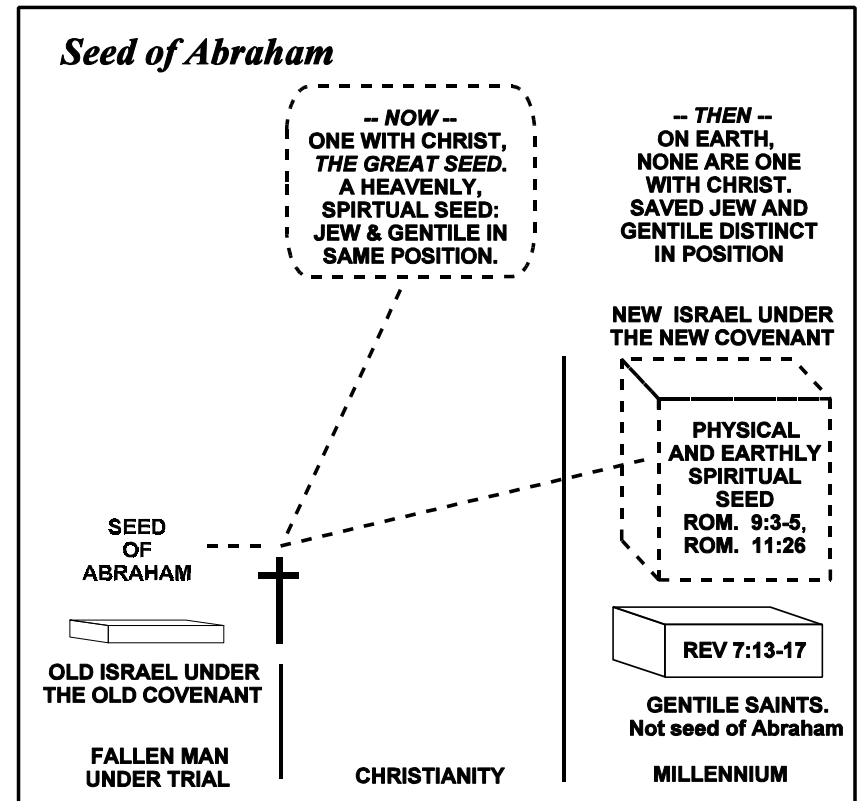 Seed of Abraham
-- NOW --
ONE WITH CHRIST,
THE GREAT SEED.
A HEAVENLY,
SPIRTUAL SEED:
JEW & GENTILE IN
SAME POSITION.
-- THEN --
ON EARTH,
NONE ARE ONE
WITH CHRIST.
SAVED JEW AND
GENTILE DISTINCT
IN POSITION
NEW ISRAEL UNDER
THE NEW COVENANT
PHYSICAL
AND EARTHLY
SPIRITUAL
SEED
ROM. 9:3-5,
ROM. 11:26
SEED
OF
ABRAHAM
OLD ISRAEL UNDER
THE OLD COVENANT
REV 7:13-17
GENTILE SAINTS.
Not seed of Abraham
FALLEN MAN
UNDER TRIAL
CHRISTIANITY
MILLENNIUM